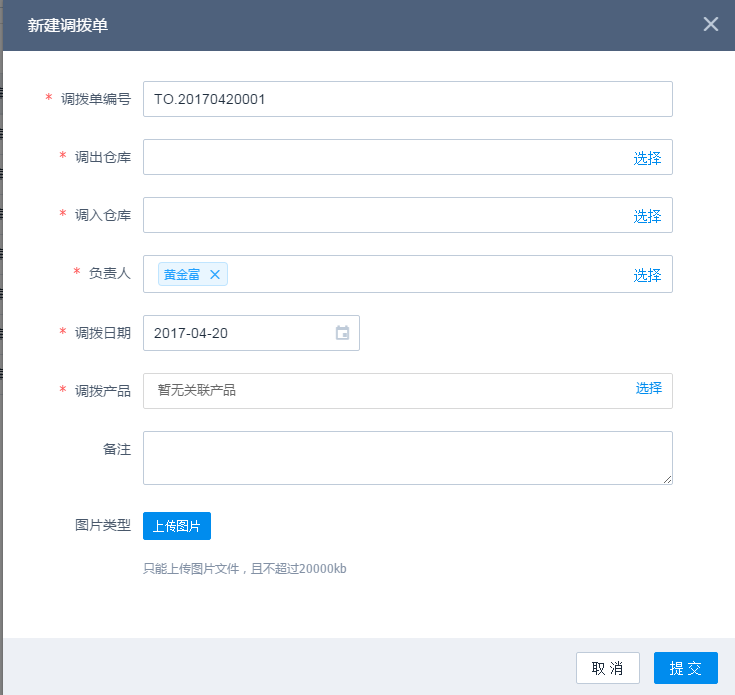 新建调拨单
* 调拨单编号 TO.20170420001
* 调出仓库 选择
* 调入仓库 选择
* 负责人 黄金富 选择
* 调拨日期 2017-04-20
* 调拨产品 暂无关联产品 选择
备注
图片类型 上传图片
只能上传图片文件，且不超过20000kb
取消 提交